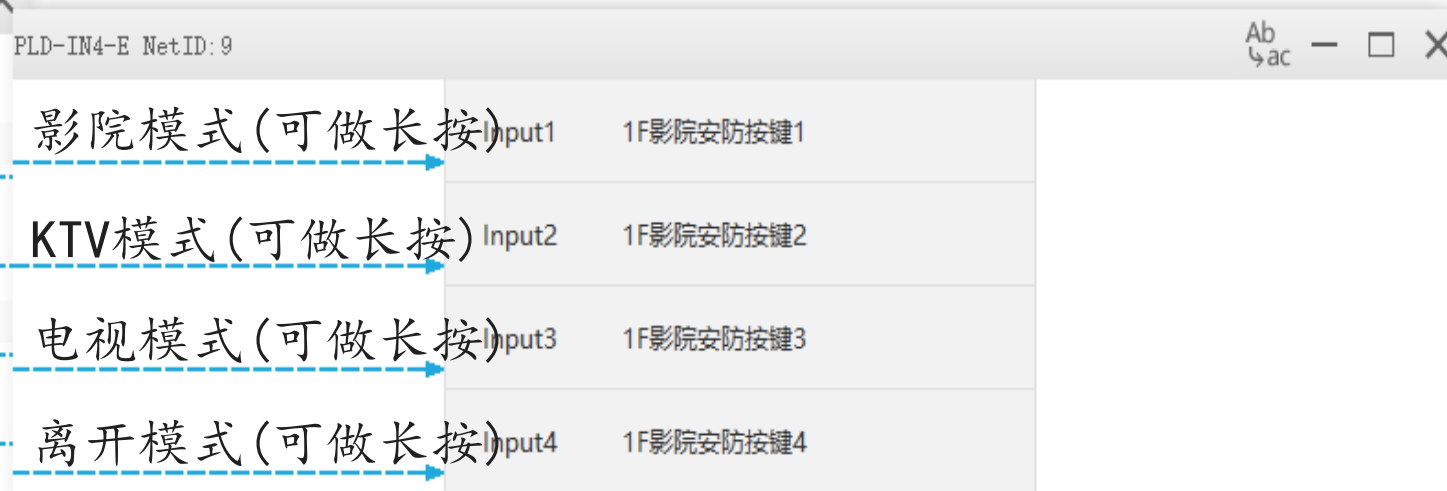 PLD-IN4-E NetID:9
Ab
ac
影院模式(可做长按) Input1 1F影院安防按键1
KTV模式(可做长按) Input2 1F影院安防按键2
电视模式(可做长按) Input3 1F影院安防按键3
离开模式(可做长按) Input4 1F影院安防按键4